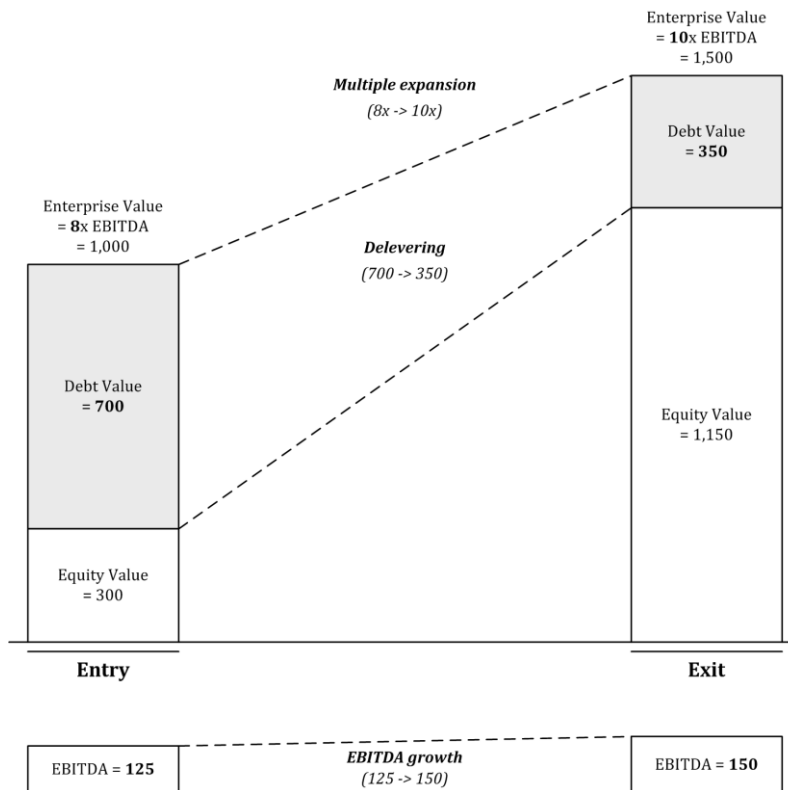 Enterprise Value
= 10x EBITDA
= 1,500
Multiple expansion
(8x -> 10x)
Debt Value
= 350
Enterprise Value
= 8x EBITDA
= 1,000
Delevering
(700 -> 350)
Debt Value
= 700
Equity Value
= 1,150
Equity Value
= 300
Entry
Exit
EBITDA = 125
EBITDA growth
(125 -> 150)
EBITDA = 150